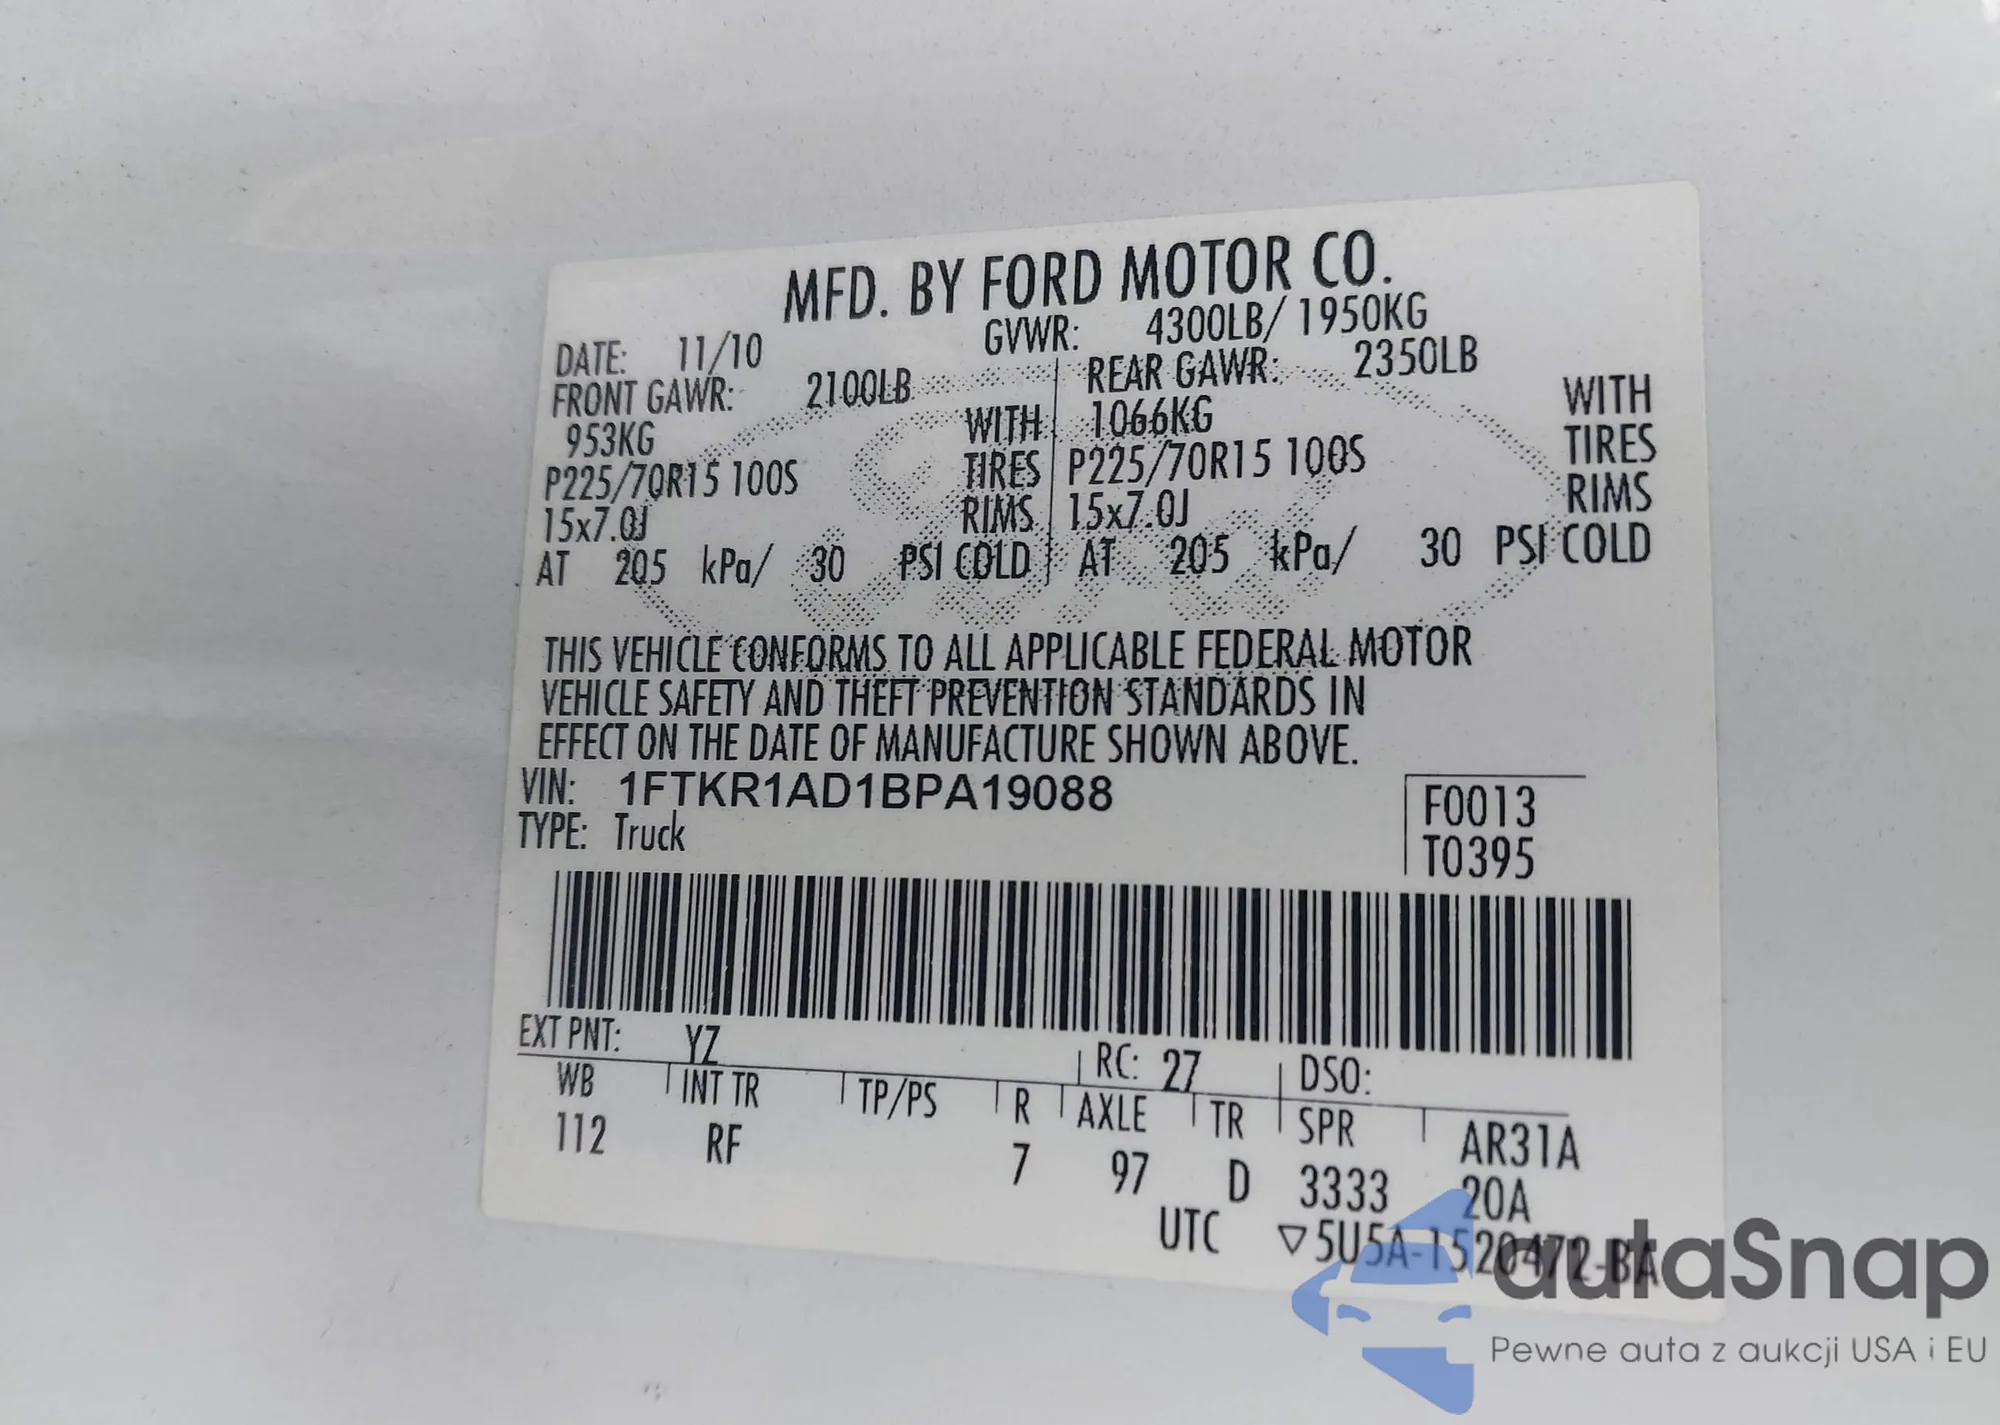 MFD. BY FORD MOTOR CO.
DATE: 11/10 GVWR: 4300LB/ 1950KG
FRONT GAWR: 2100LB REAR GAWR: 2350LB
953KG WITH 1066KG WITH
P225/70R15 100S TIRES P225/70R15 100S TIRES
15x7.0J RIMS 15x7.0J RIMS
AT 205 kPa/ 30 PSI COLD AT 205 kPa/ 30 PSI COLD
THIS VEHICLE CONFORMS TO ALL APPLICABLE FEDERAL MOTOR
VEHICLE SAFETY AND THEFT PREVENTION STANDARDS IN
EFFECT ON THE DATE OF MANUFACTURE SHOWN ABOVE.
VIN: 1FTKR1AD1BPA19088 F0013
TYPE: Truck T0395
EXT PNT: YZ RC: 27 DSO:
WB INT TR TP/PS R AXLE TR SPR AR31A
112 RF 7 97 D 3333 20A
UTC ▽5U5A-1520472-BA
autaSnap
Pewne auta z aukcji USA i EU